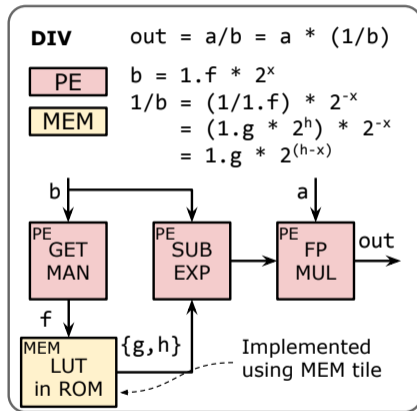 DIV out = a/b = a * (1/b)
PE b = 1.f * 2^x
MEM 1/b = (1/1.f) * 2^-x
= (1.g * 2^h) * 2^-x
= 1.g * 2^(h-x)
b
a
PE
GET
MAN
PE
SUB
EXP
PE
FP
MUL
out
f
{g,h}
MEM
LUT
in ROM
Implemented
using MEM tile